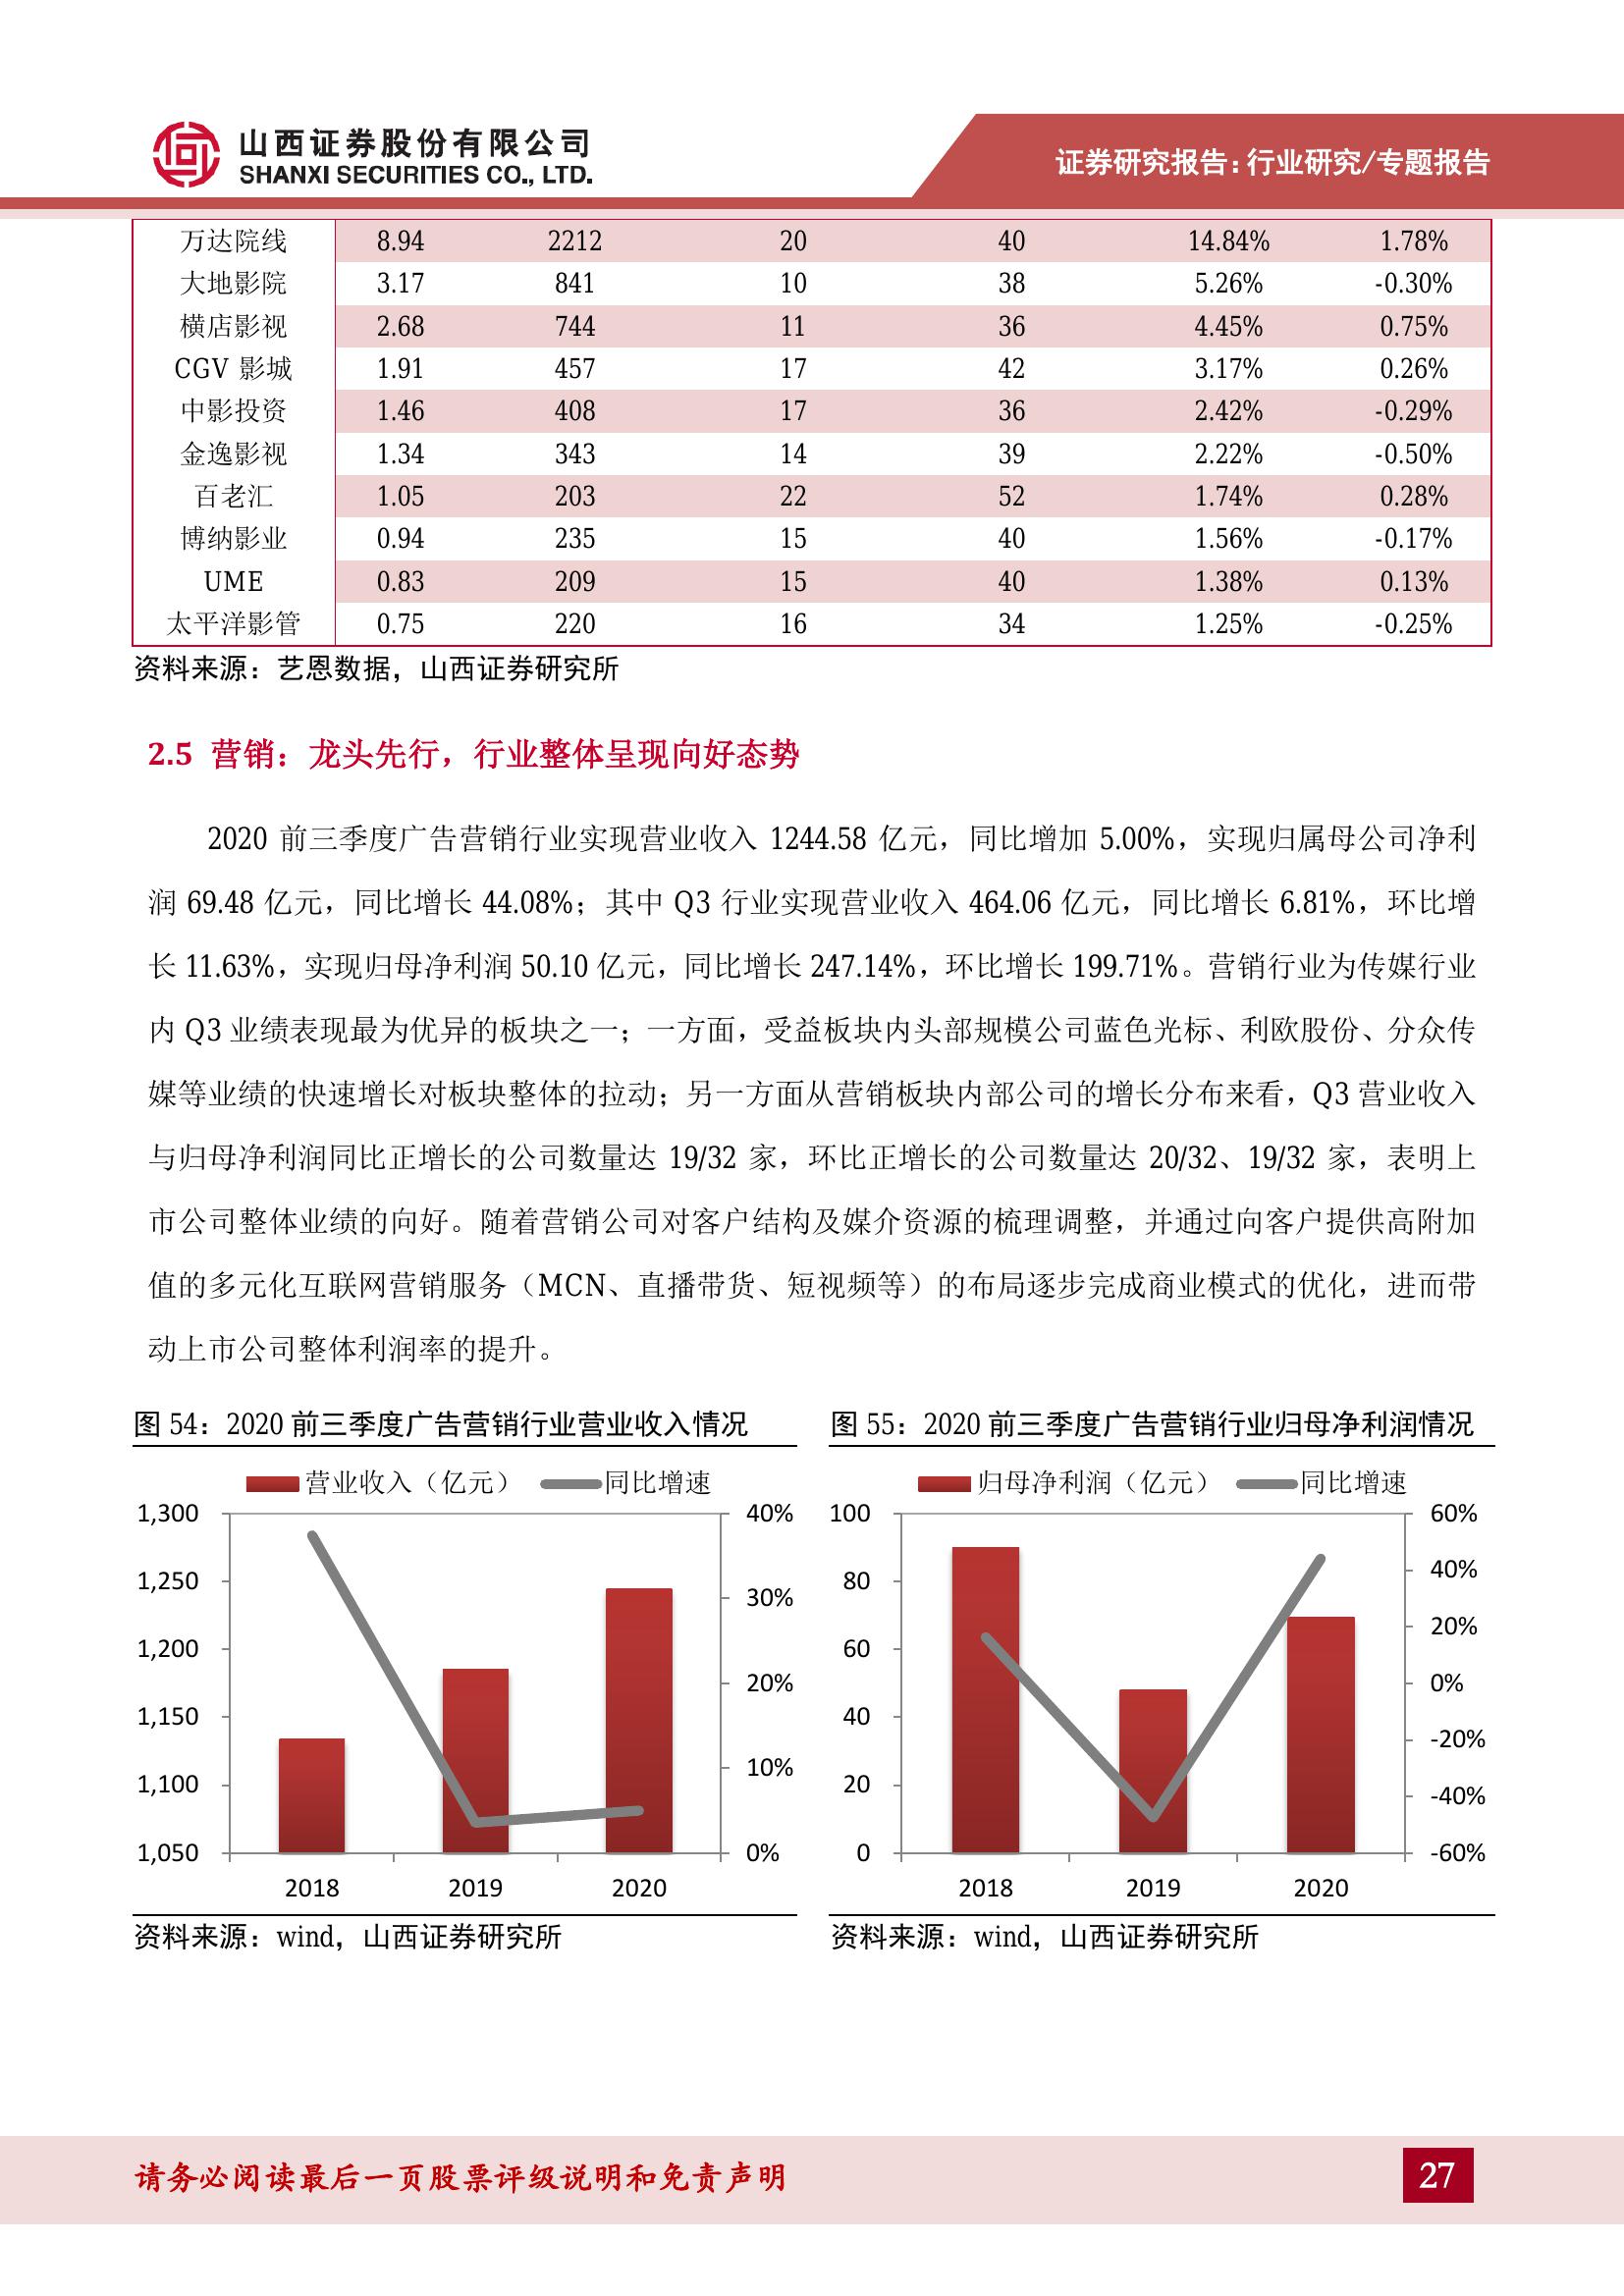 山西证券股份有限公司
SHANXI SECURITIES CO., LTD.
证券研究报告:行业研究/专题报告
万达院线 8.94 2212 20 40 14.84% 1.78%
大地影院 3.17 841 10 38 5.26% -0.30%
横店影视 2.68 744 11 36 4.45% 0.75%
CGV 影城 1.91 457 17 42 3.17% 0.26%
中影投资 1.46 408 17 36 2.42% -0.29%
金逸影视 1.34 343 14 39 2.22% -0.50%
百老汇 1.05 203 22 52 1.74% 0.28%
博纳影业 0.94 235 15 40 1.56% -0.17%
UME 0.83 209 15 40 1.38% 0.13%
太平洋影管 0.75 220 16 34 1.25% -0.25%
资料来源：艺恩数据，山西证券研究所
2.5 营销：龙头先行，行业整体呈现向好态势
2020 前三季度广告营销行业实现营业收入 1244.58 亿元，同比增加 5.00%，实现归属母公司净利
润 69.48 亿元，同比增长 44.08%；其中 Q3 行业实现营业收入 464.06 亿元，同比增长 6.81%，环比增
长 11.63%，实现归母净利润 50.10 亿元，同比增长 247.14%，环比增长 199.71%。营销行业为传媒行业
内 Q3 业绩表现最为优异的板块之一；一方面，受益板块内头部规模公司蓝色光标、利欧股份、分众传
媒等业绩的快速增长对板块整体的拉动；另一方面从营销板块内部公司的增长分布来看，Q3 营业收入
与归母净利润同比正增长的公司数量达 19/32 家，环比正增长的公司数量达 20/32、19/32 家，表明上
市公司整体业绩的向好。随着营销公司对客户结构及媒介资源的梳理调整，并通过向客户提供高附加
值的多元化互联网营销服务（MCN、直播带货、短视频等）的布局逐步完成商业模式的优化，进而带
动上市公司整体利润率的提升。
图 54：2020 前三季度广告营销行业营业收入情况
营业收入（亿元） 同比增速
1,300 40%
1,250
30%
1,200
20%
1,150
10%
1,100
1,050 0%
2018 2019 2020
资料来源：wind，山西证券研究所
图 55：2020 前三季度广告营销行业归母净利润情况
归母净利润（亿元） 同比增速
100 60%
80 40%
60 20%
0%
40 -20%
20 -40%
0 -60%
2018 2019 2020
资料来源：wind，山西证券研究所
请务必阅读最后一页股票评级说明和免责声明
27